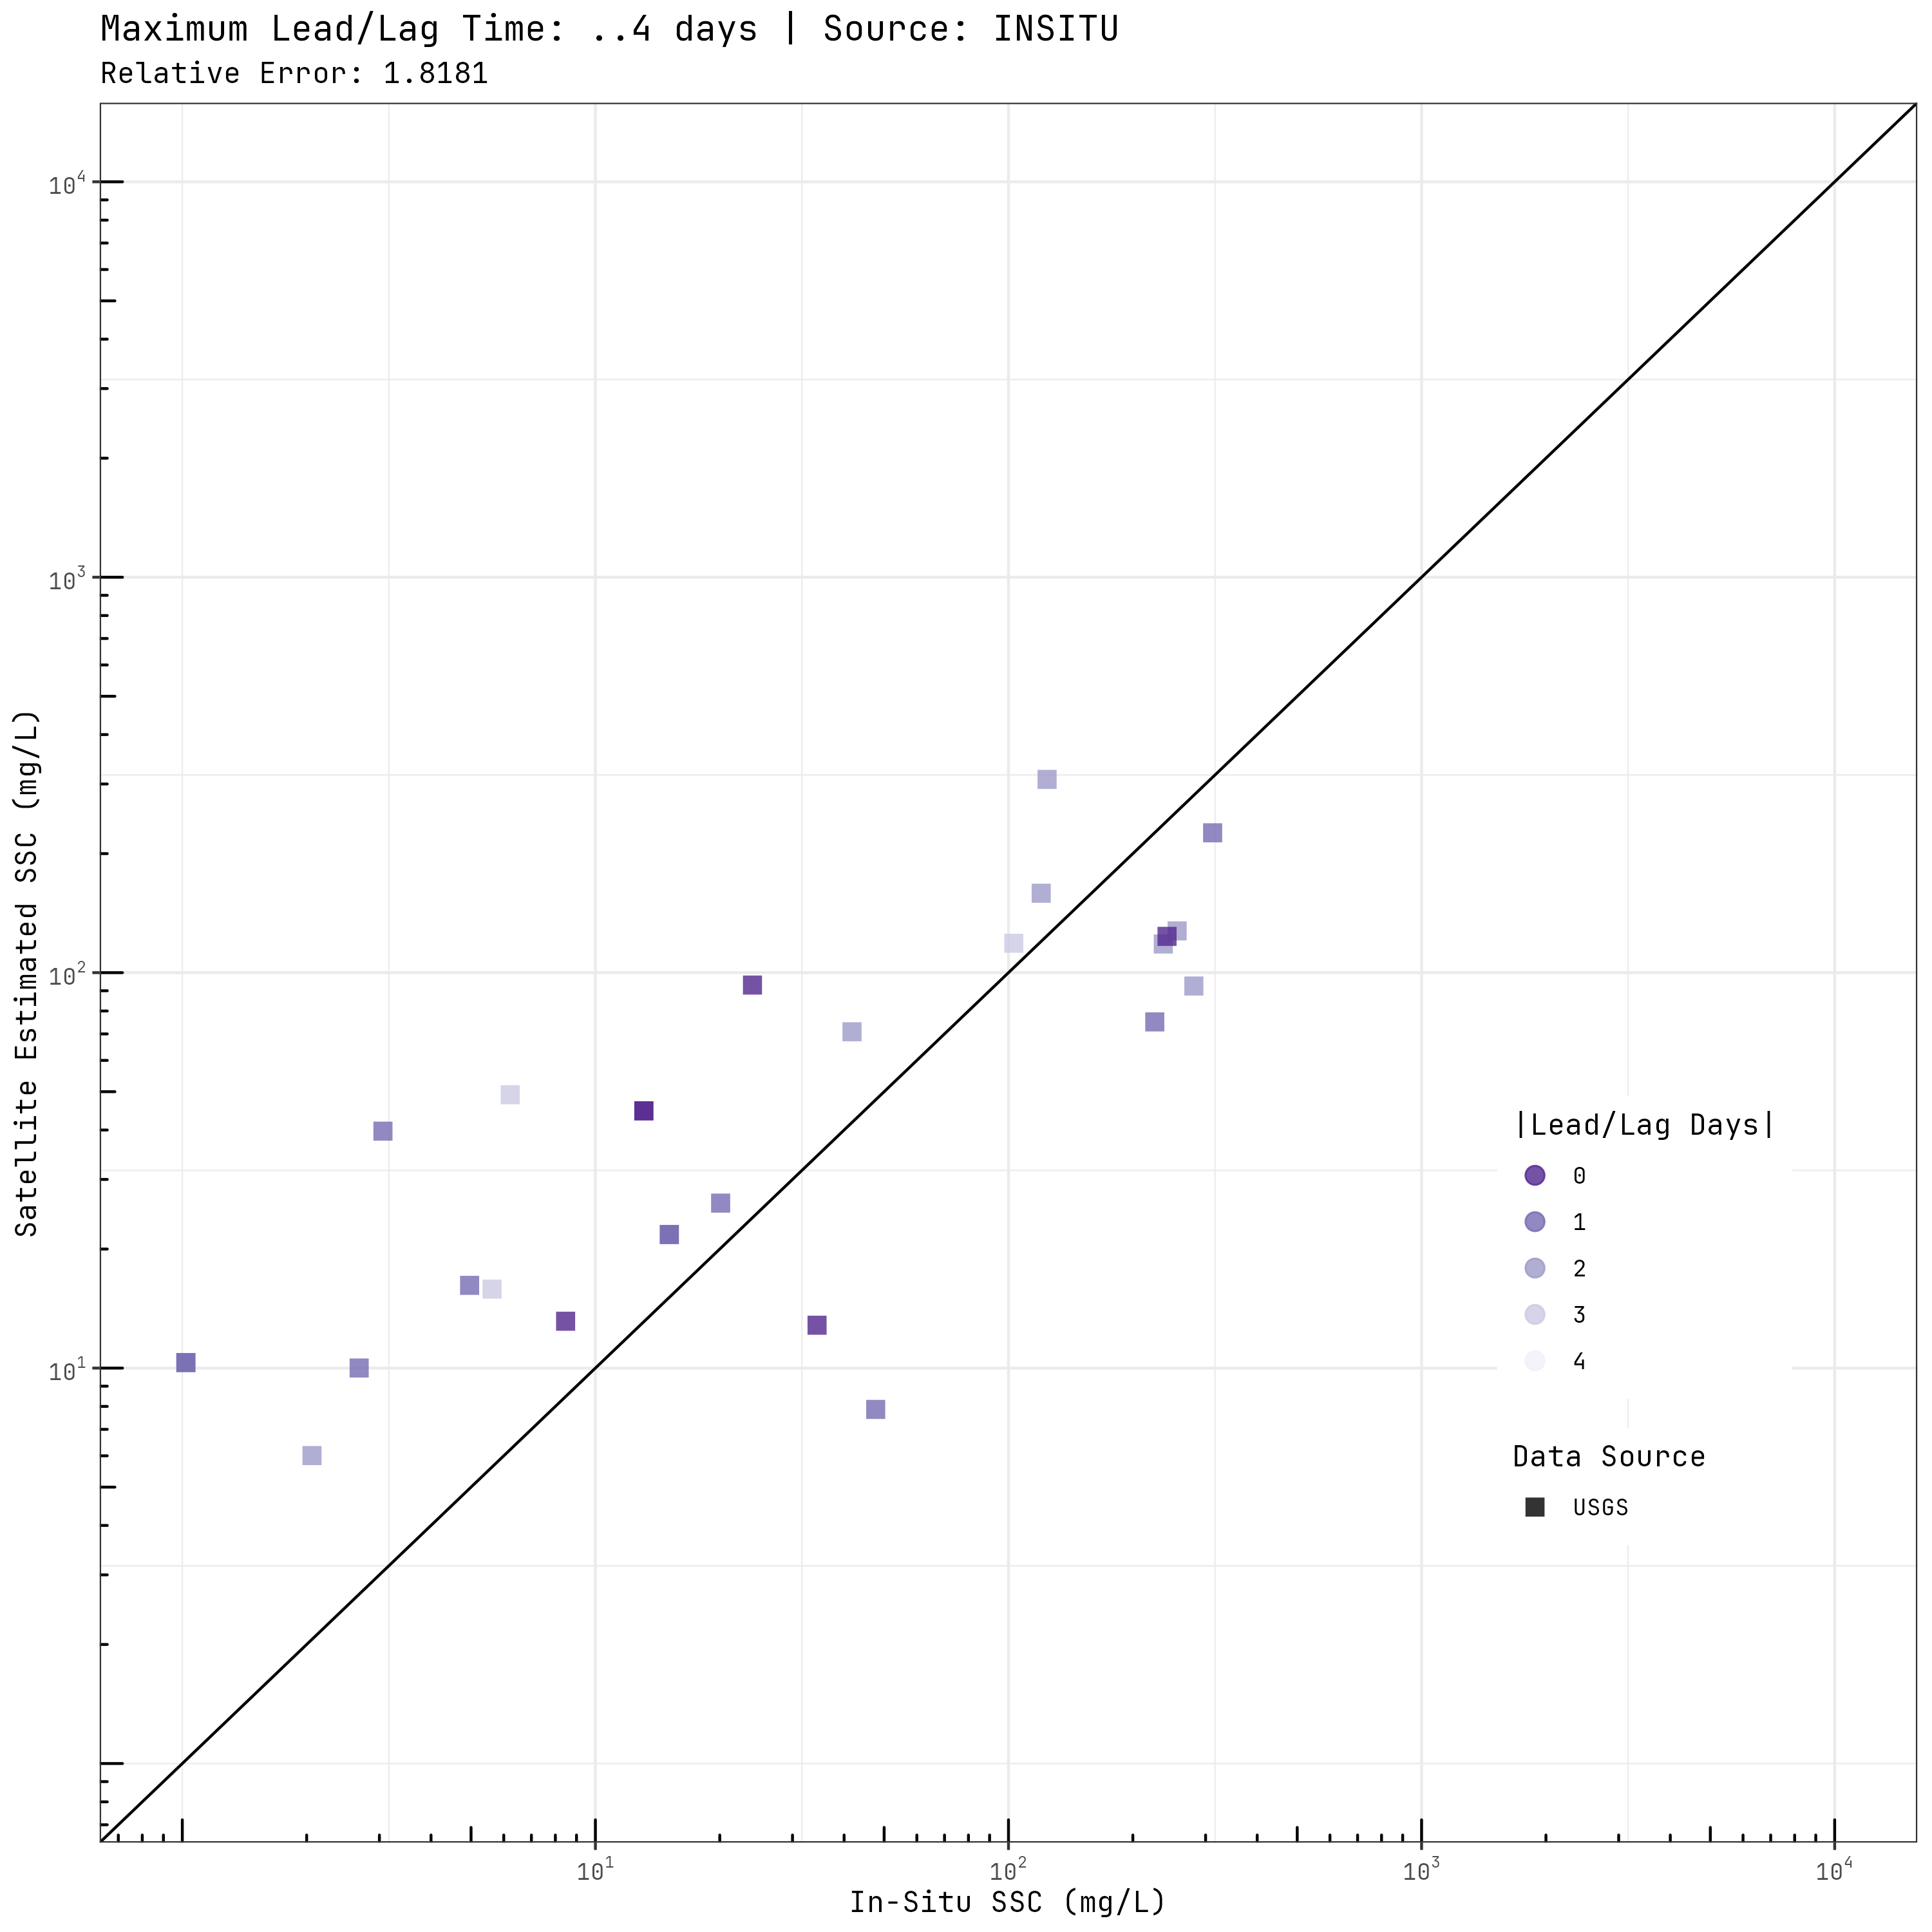 Maximum Lead/Lag Time: ..4 days | Source: INSITU
Relative Error: 1.8181
Satellite Estimated SSC (mg/L)
10⁴
10³
10²
10¹
|Lead/Lag Days|
0
1
2
3
4
Data Source
USGS
10¹
10²
10³
10⁴
In-Situ SSC (mg/L)